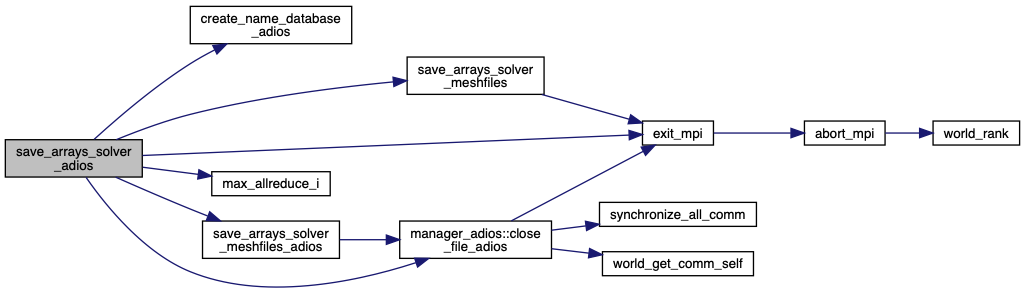 create_name_database
_adios
save_arrays_solver
_meshfiles
exit_mpi
abort_mpi
world_rank
save_arrays_solver
_adios
max_allreduce_i
save_arrays_solver
_meshfiles_adios
manager_adios::close
_file_adios
synchronize_all_comm
world_get_comm_self